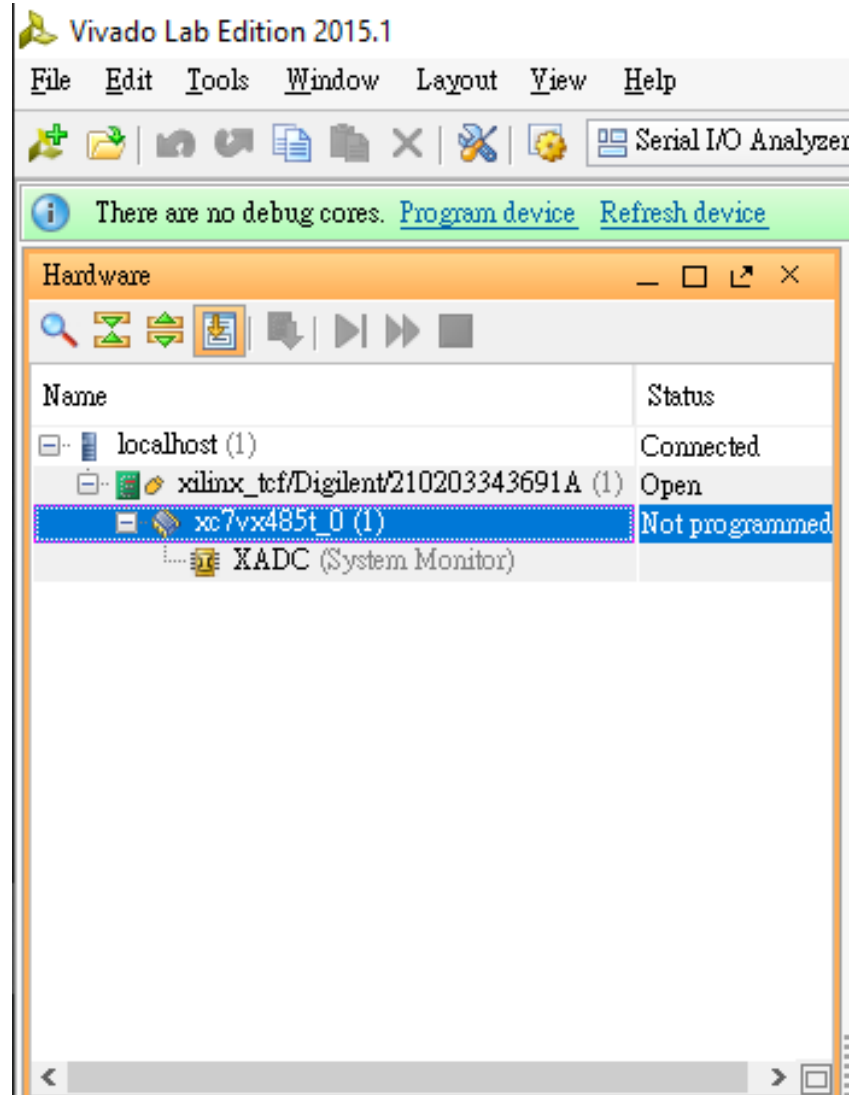 Vivado Lab Edition 2015.1
File Edit Tools Window Layout View Help
Serial I/O Analyzer
There are no debug cores. Program device Refresh device
Hardware
Name Status
localhost (1) Connected
xilinx_tcf/Digilent/210203343691A (1) Open
xc7vx485t_0 (1) Not programmed
XADC (System Monitor)